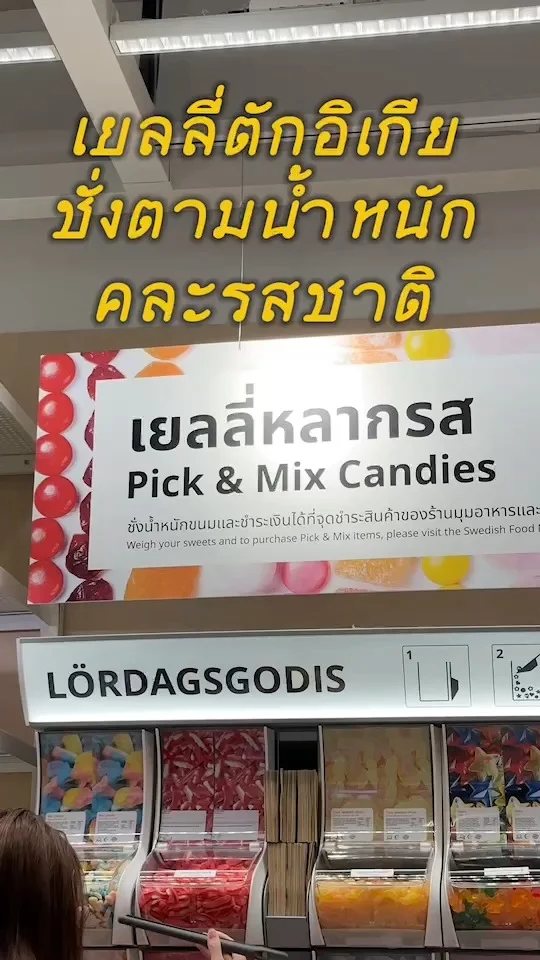 เยลลี่ตักอิเกีย
ชั่งตามน้ำหนัก
คละรสชาติ
เยลลี่หลากรส
Pick & Mix Candies
ชั่งน้ำหนักขนมและชำระเงินได้ที่จุดชำระสินค้าของร้านมุมอาหารและ
Weigh your sweets and to purchase Pick & Mix items, please visit the Swedish Food
LÖRDAGSGODIS
1
2